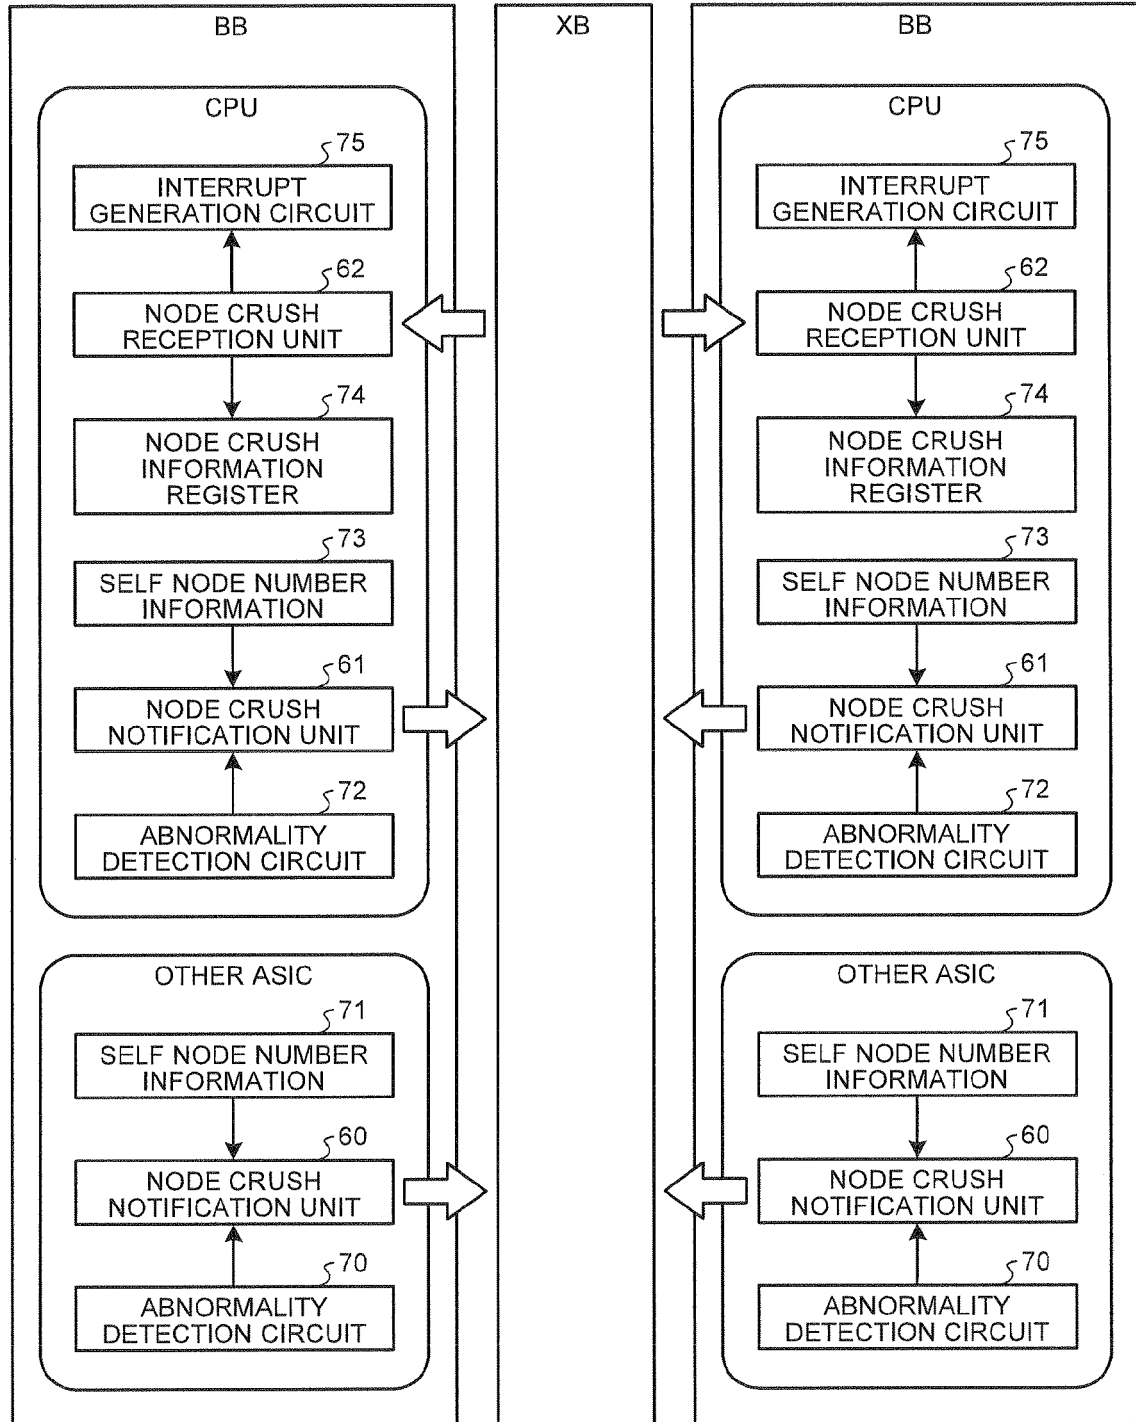 BB
CPU
75
INTERRUPT
GENERATION CIRCUIT
62
NODE CRUSH
RECEPTION UNIT
74
NODE CRUSH
INFORMATION
REGISTER
73
SELF NODE NUMBER
INFORMATION
61
NODE CRUSH
NOTIFICATION UNIT
72
ABNORMALITY
DETECTION CIRCUIT
OTHER ASIC
71
SELF NODE NUMBER
INFORMATION
60
NODE CRUSH
NOTIFICATION UNIT
70
ABNORMALITY
DETECTION CIRCUIT
XB
BB
CPU
75
INTERRUPT
GENERATION CIRCUIT
62
NODE CRUSH
RECEPTION UNIT
74
NODE CRUSH
INFORMATION
REGISTER
73
SELF NODE NUMBER
INFORMATION
61
NODE CRUSH
NOTIFICATION UNIT
72
ABNORMALITY
DETECTION CIRCUIT
OTHER ASIC
71
SELF NODE NUMBER
INFORMATION
60
NODE CRUSH
NOTIFICATION UNIT
70
ABNORMALITY
DETECTION CIRCUIT